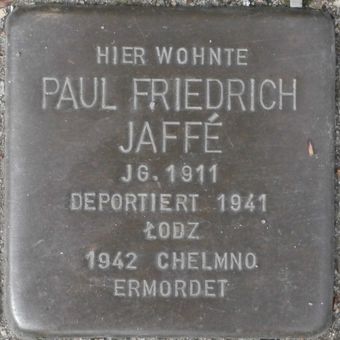 HIER WOHNTE
PAUL FRIEDRICH
JAFFÉ
JG. 1911
DEPORTIERT 1941
ŁODZ
1942 CHELMNO
ERMORDET